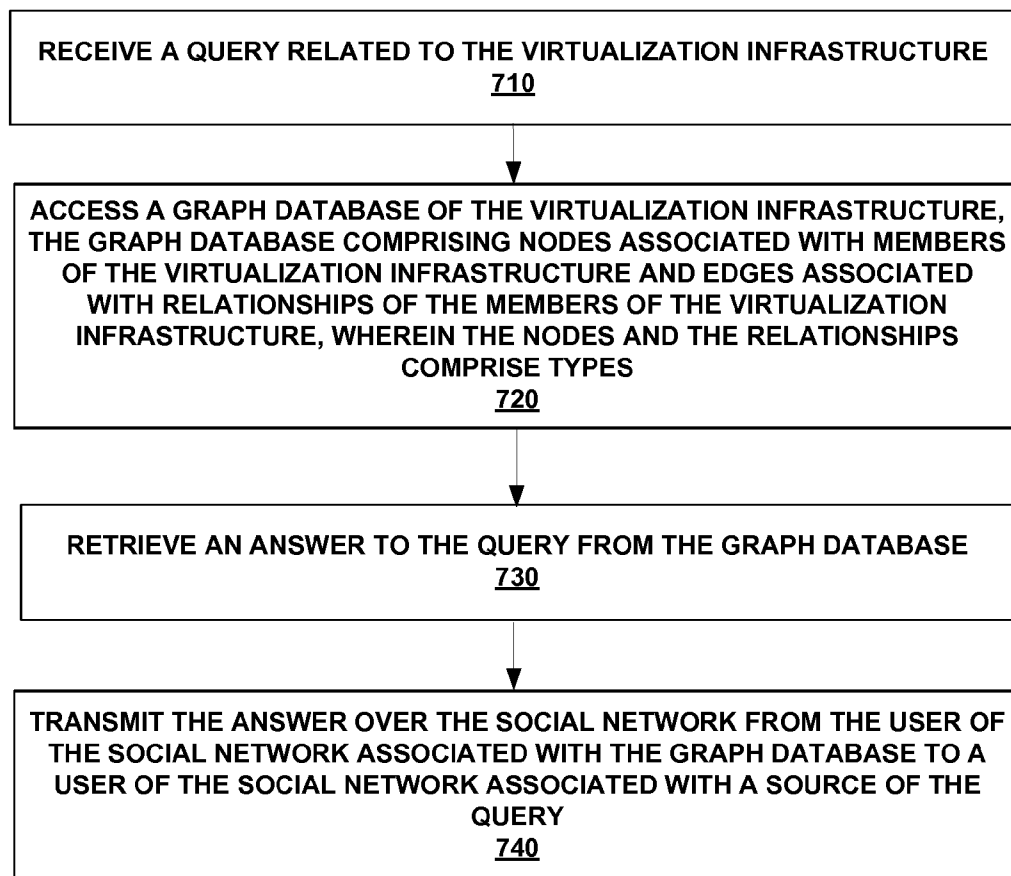 RECEIVE A QUERY RELATED TO THE VIRTUALIZATION INFRASTRUCTURE
710
ACCESS A GRAPH DATABASE OF THE VIRTUALIZATION INFRASTRUCTURE,
THE GRAPH DATABASE COMPRISING NODES ASSOCIATED WITH MEMBERS
OF THE VIRTUALIZATION INFRASTRUCTURE AND EDGES ASSOCIATED
WITH RELATIONSHIPS OF THE MEMBERS OF THE VIRTUALIZATION
INFRASTRUCTURE, WHEREIN THE NODES AND THE RELATIONSHIPS
COMPRISE TYPES
720
RETRIEVE AN ANSWER TO THE QUERY FROM THE GRAPH DATABASE
730
TRANSMIT THE ANSWER OVER THE SOCIAL NETWORK FROM THE USER OF
THE SOCIAL NETWORK ASSOCIATED WITH THE GRAPH DATABASE TO A
USER OF THE SOCIAL NETWORK ASSOCIATED WITH A SOURCE OF THE
QUERY
740